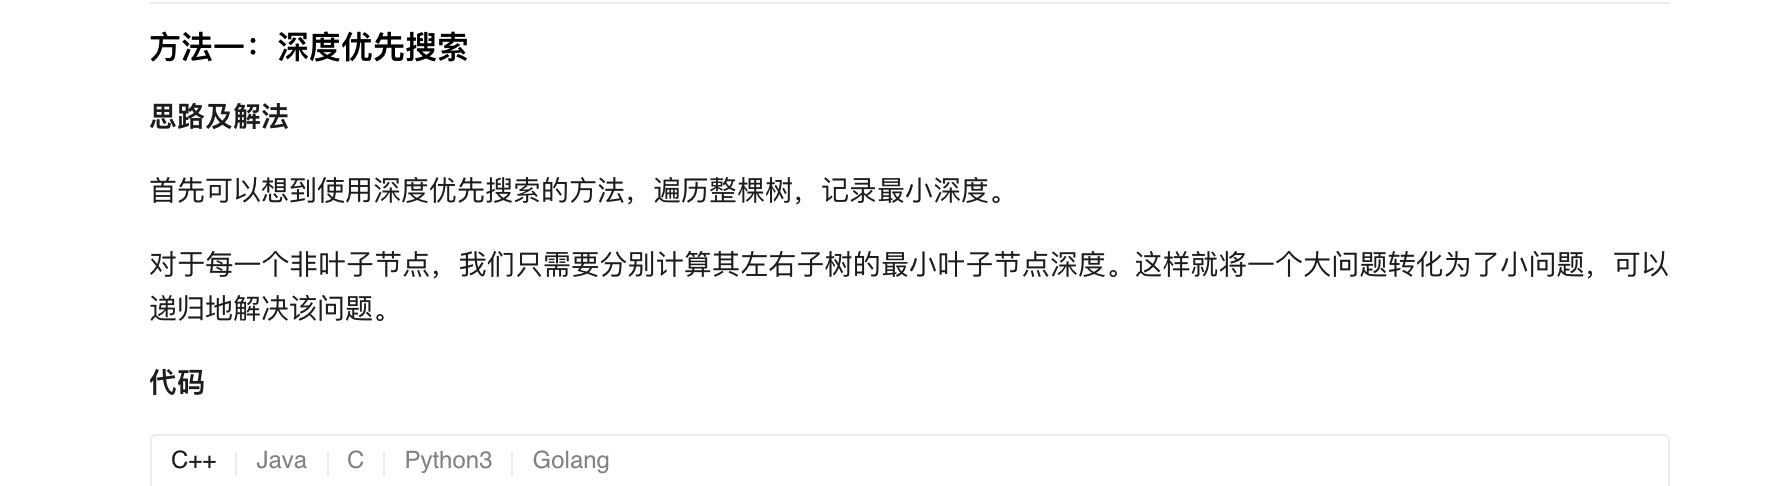 方法一：深度优先搜索
思路及解法
首先可以想到使用深度优先搜索的方法，遍历整棵树，记录最小深度。
对于每一个非叶子节点，我们只需要分别计算其左右子树的最小叶子节点深度。这样就将一个大问题转化为了小问题，可以
递归地解决该问题。
代码
C++ Java C Python3 Golang